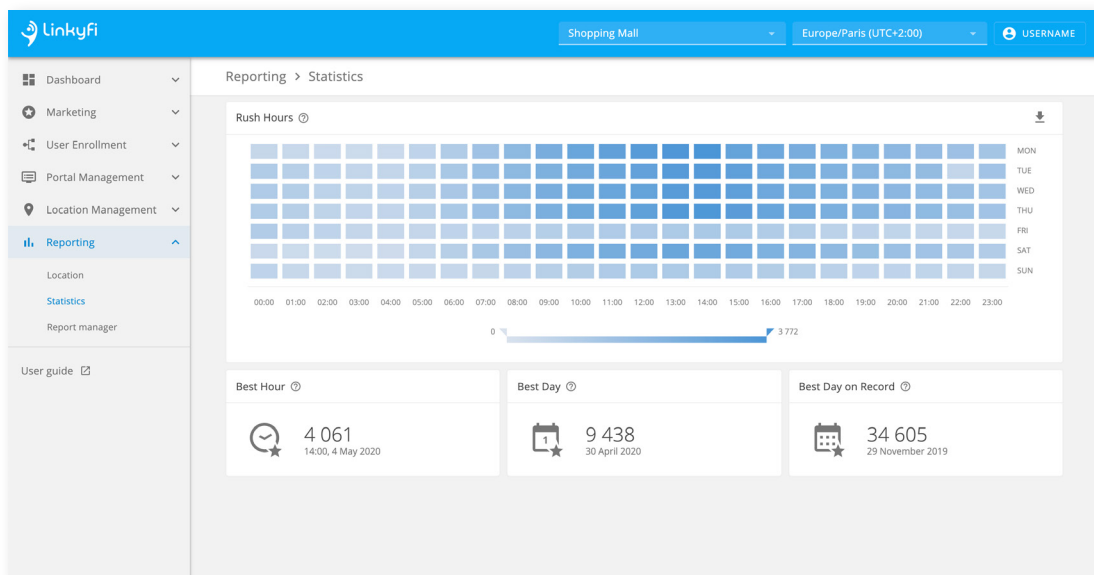 Linkyfi
Shopping Mall
Europe/Paris (UTC+2:00)
USERNAME
Dashboard
Marketing
User Enrollment
Portal Management
Location Management
Reporting
Location
Statistics
Report manager
User guide
Reporting > Statistics
Rush Hours
MON
TUE
WED
THU
FRI
SAT
SUN
00:00 01:00 02:00 03:00 04:00 05:00 06:00 07:00 08:00 09:00 10:00 11:00 12:00 13:00 14:00 15:00 16:00 17:00 18:00 19:00 20:00 21:00 22:00 23:00
0 3 772
Best Hour
4 061
14:00, 4 May 2020
Best Day
1
9 438
30 April 2020
Best Day on Record
34 605
29 November 2019